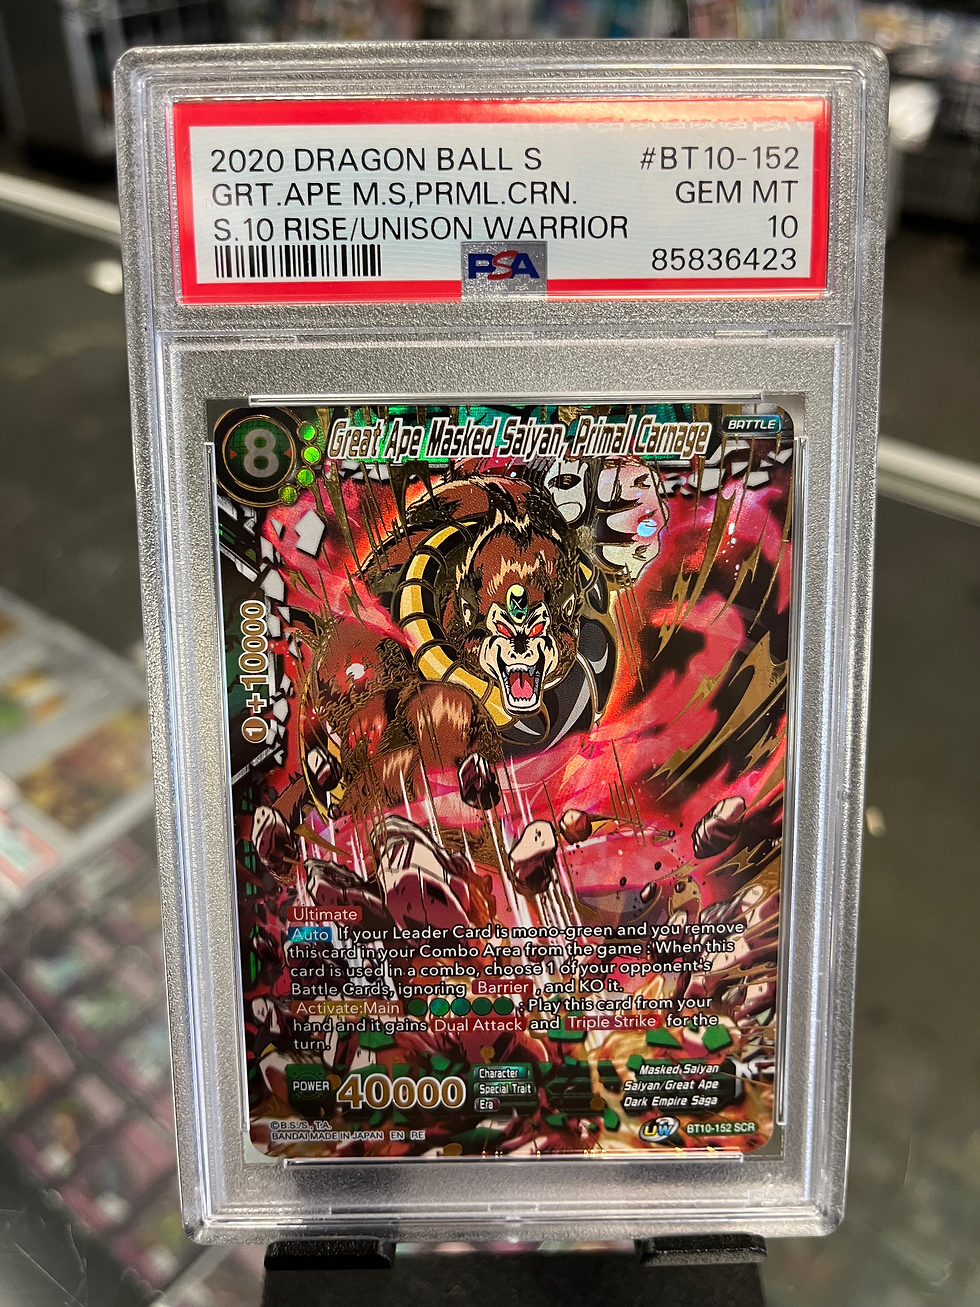 2020 DRAGON BALL S #BT10-152
GRT.APE M.S,PRML.CRN. GEM MT
S.10 RISE/UNISON WARRIOR 10
PSA 85836423
8 Great Ape Masked Saiyan, Primal Carnage BATTLE
1+10000
Ultimate
Auto If your Leader Card is mono-green and you remove
this card in your Combo Area from the game : When this
card is used in a combo, choose 1 of your opponent's
Battle Cards, ignoring Barrier, and KO it.
Activate:Main : Play this card from your
hand and it gains Dual Attack and Triple Strike for the
turn.
POWER 40000
Character Masked Saiyan
Special Trait Saiyan/Great Ape
Era Dark Empire Saga
©B.S./S., T.A.
BANDAI MADE IN JAPAN EN RE
UW BT10-152 SCR